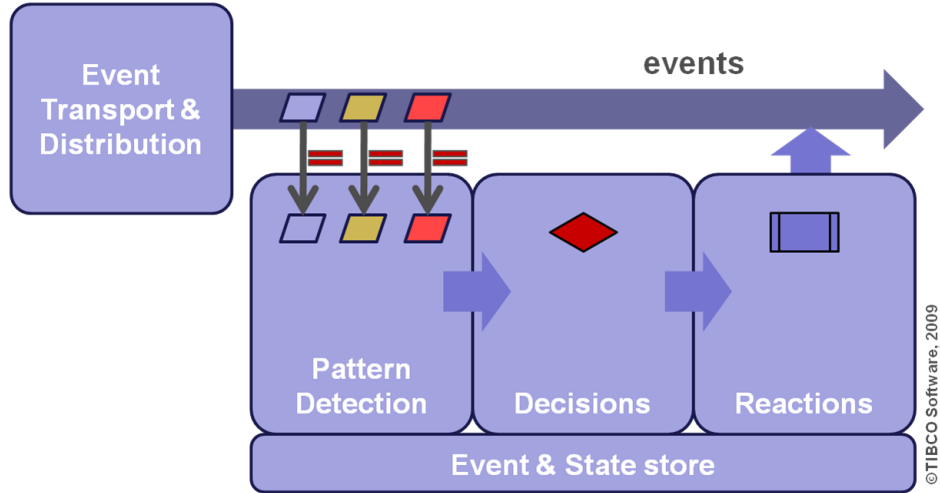 Event
Transport &
Distribution
events
Pattern
Detection
Decisions
Reactions
Event & State store
©TIBCO Software, 2009